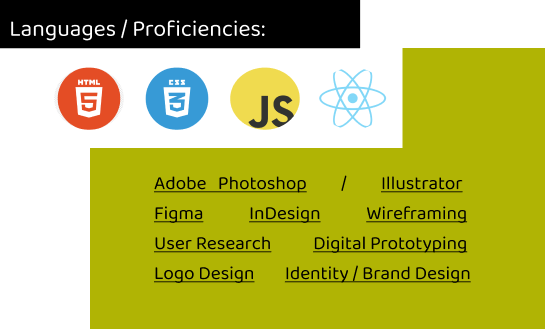 Languages / Proficiencies:
HTML 5 CSS 3 JS
Adobe Photoshop / Illustrator
Figma InDesign Wireframing
User Research Digital Prototyping
Logo Design Identity / Brand Design